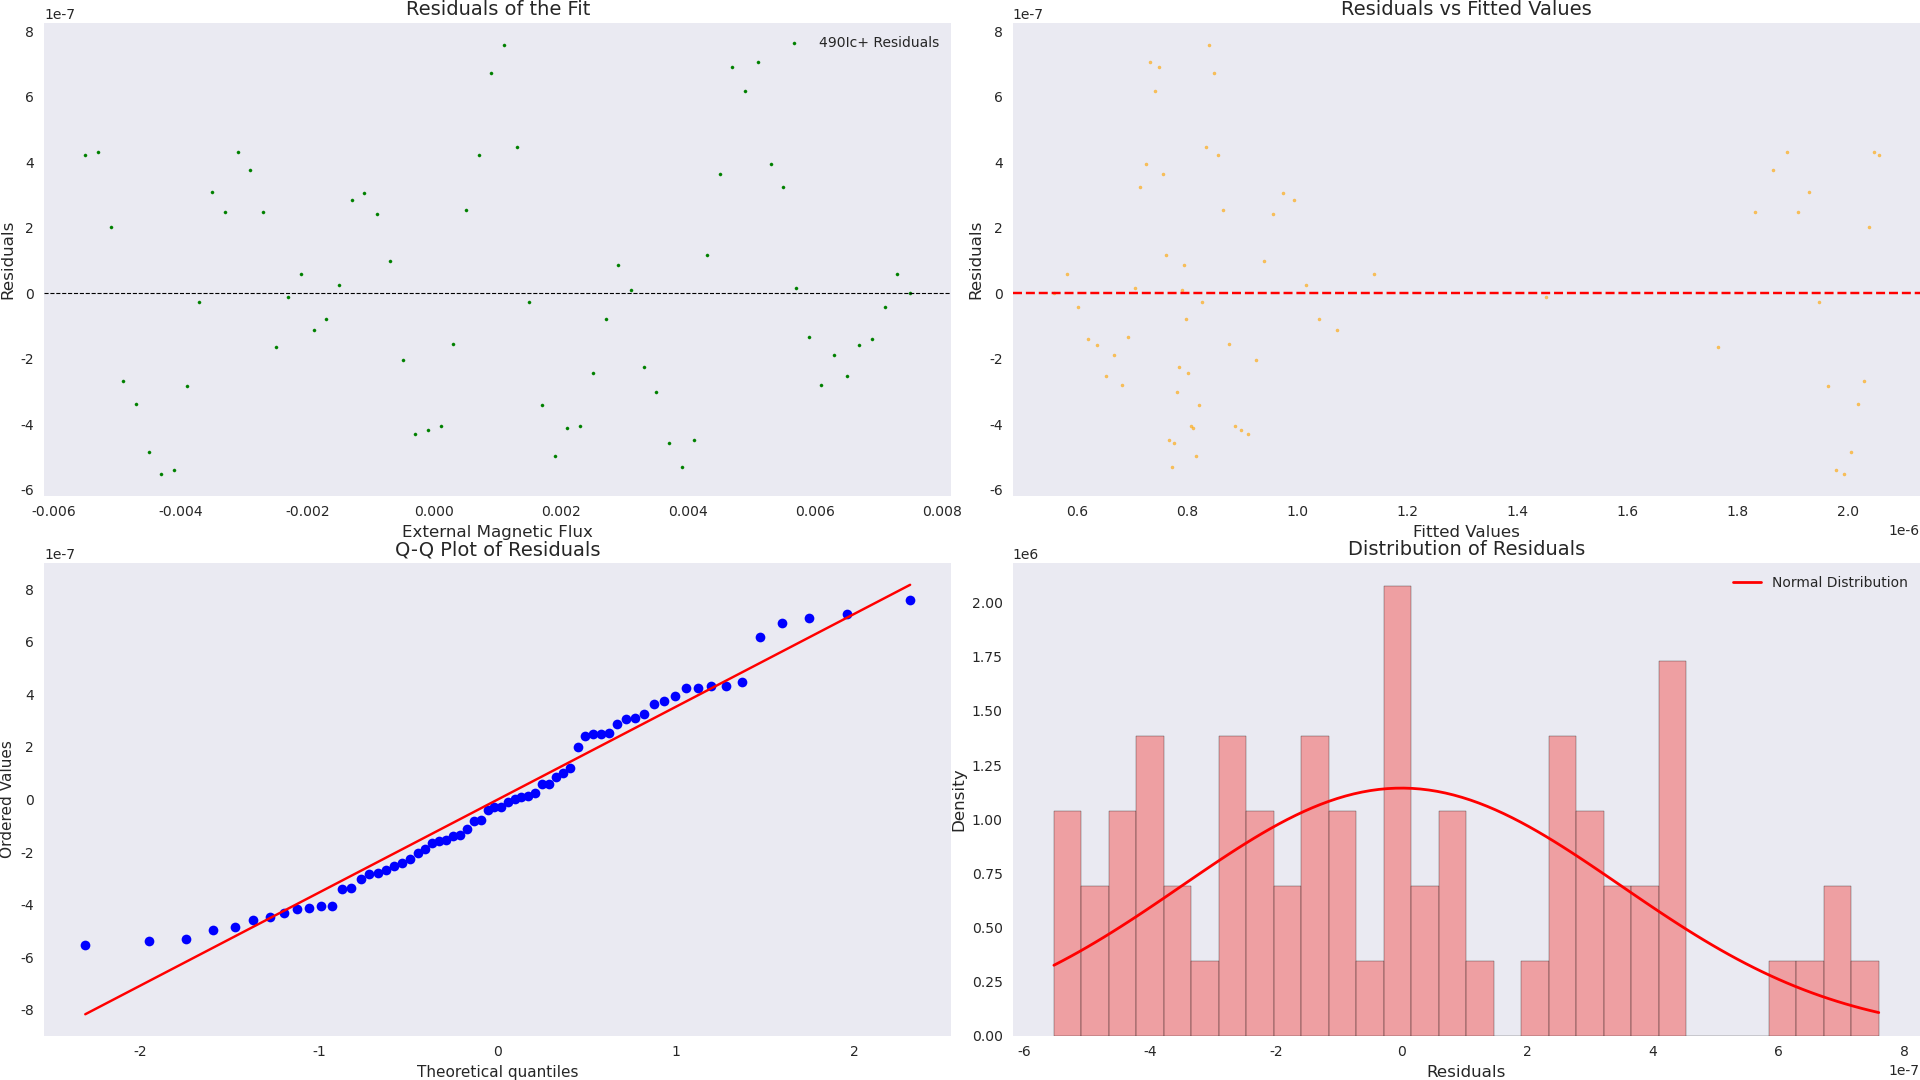 Residuals of the Fit
1e-7
490Ic+ Residuals
8
6
4
2
0
-2
-4
-6
Residuals
-0.006 -0.004 -0.002 0.000 0.002 0.004 0.006 0.008
External Magnetic Flux
Residuals vs Fitted Values
1e-7
8
6
4
2
0
-2
-4
-6
Residuals
0.6 0.8 1.0 1.2 1.4 1.6 1.8 2.0
1e-6
Fitted Values
Q-Q Plot of Residuals
1e-7
8
6
4
2
0
-2
-4
-6
-8
Ordered Values
-2 -1 0 1 2
Theoretical quantiles
Distribution of Residuals
1e6
Normal Distribution
2.00
1.75
1.50
1.25
1.00
0.75
0.50
0.25
0.00
Density
-6 -4 -2 0 2 4 6 8
1e-7
Residuals